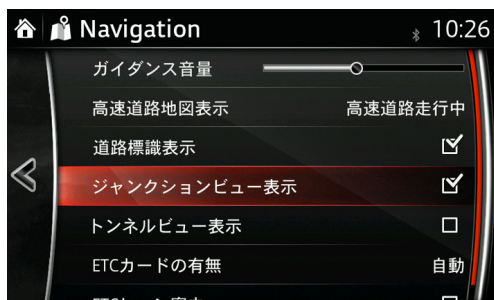 Navigation 10:26
ガイダンス音量
高速道路地図表示 高速道路走行中
道路標識表示
ジャンクションビュー表示
トンネルビュー表示
ETCカードの有無 自動